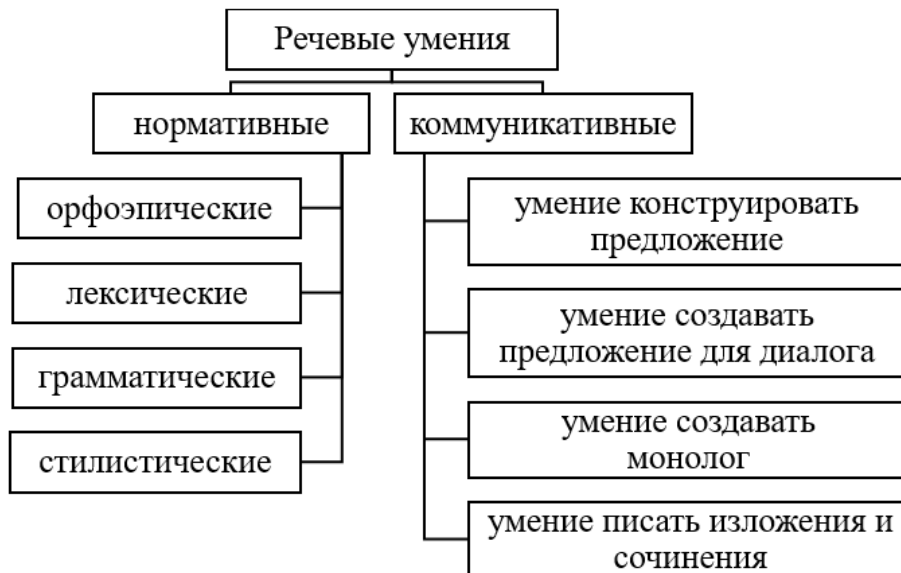 Речевые умения
нормативные
коммуникативные
орфоэпические
лексические
грамматические
стилистические
умение конструировать
предложение
умение создавать
предложение для диалога
умение создавать
монолог
умение писать изложения и
сочинения